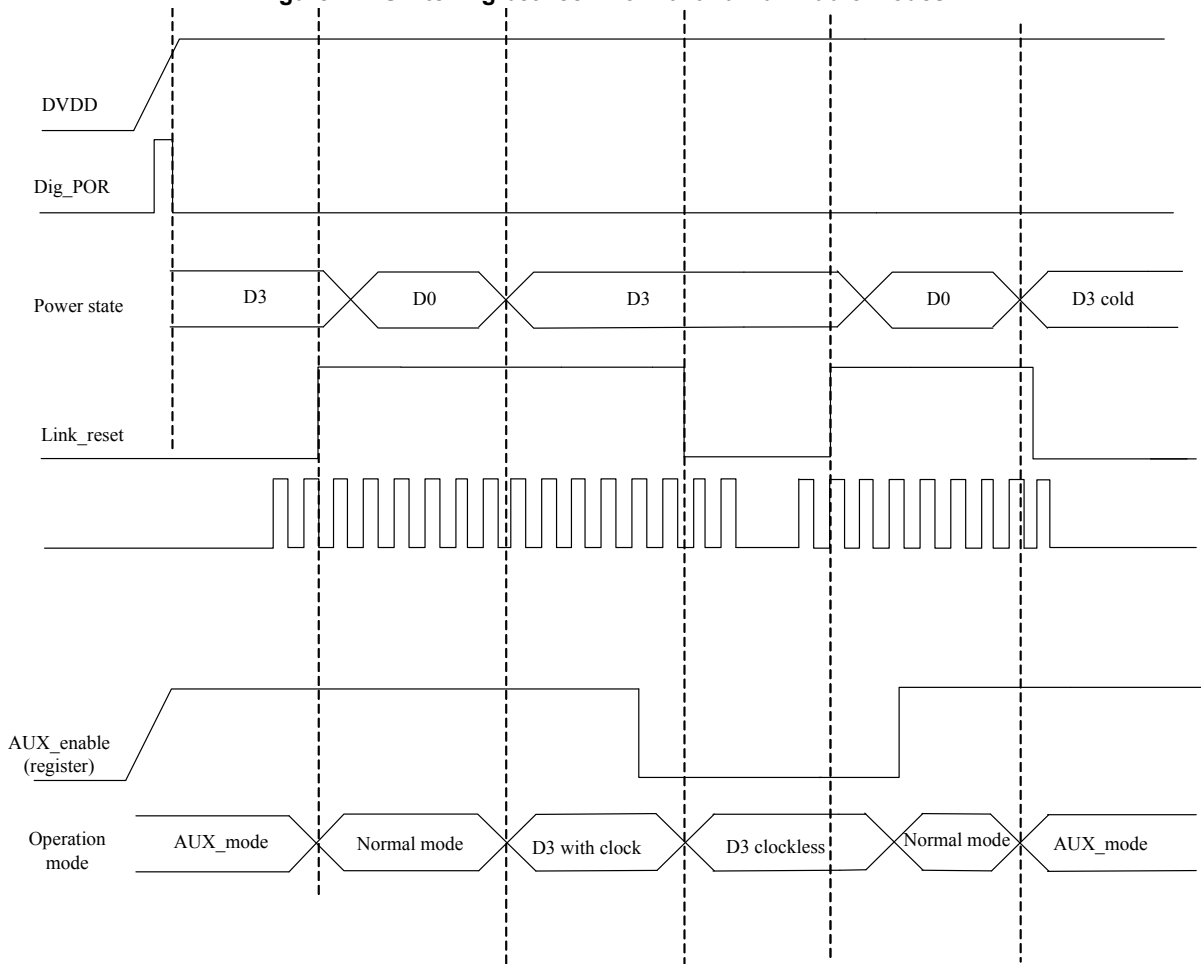 DVDD
Dig_POR
Power state
D3
D0
D3
D0
D3 cold
Link_reset
AUX_enable
(register)
Operation
mode
AUX_mode
Normal mode
D3 with clock
D3 clockless
Normal mode
AUX_mode